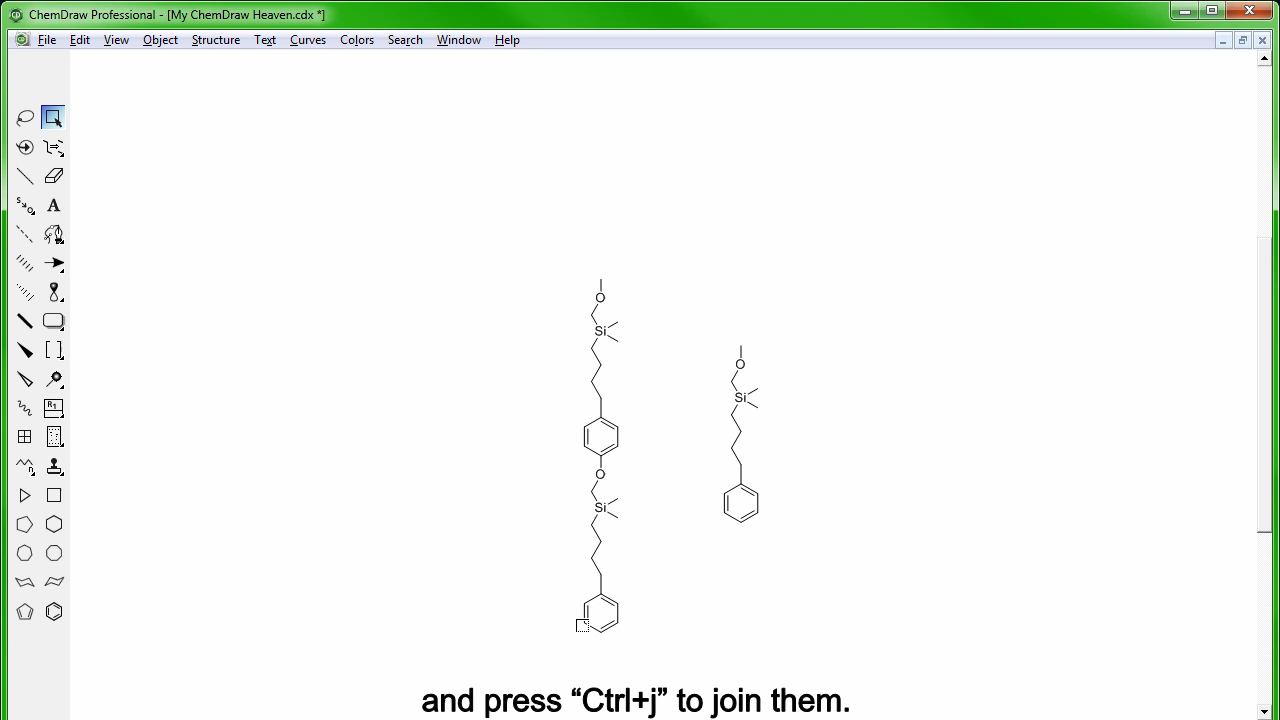 ChemDraw Professional - [My ChemDraw Heaven.cdx *]
File Edit View Object Structure Text Curves Colors Search Window Help
A
R1
n
O
Si
O
Si
O
Si
and press “Ctrl+j” to join them.